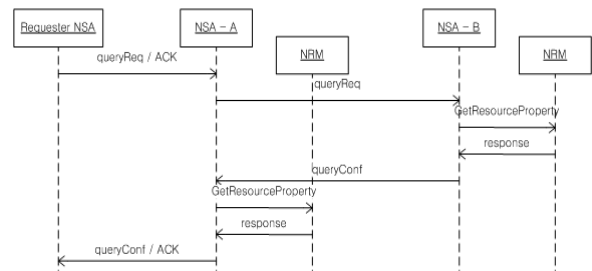 Requester NSA
NSA - A
NRM
NSA - B
NRM
queryReq / ACK
queryReq
GetResourceProperty
response
queryConf
GetResourceProperty
response
queryConf / ACK